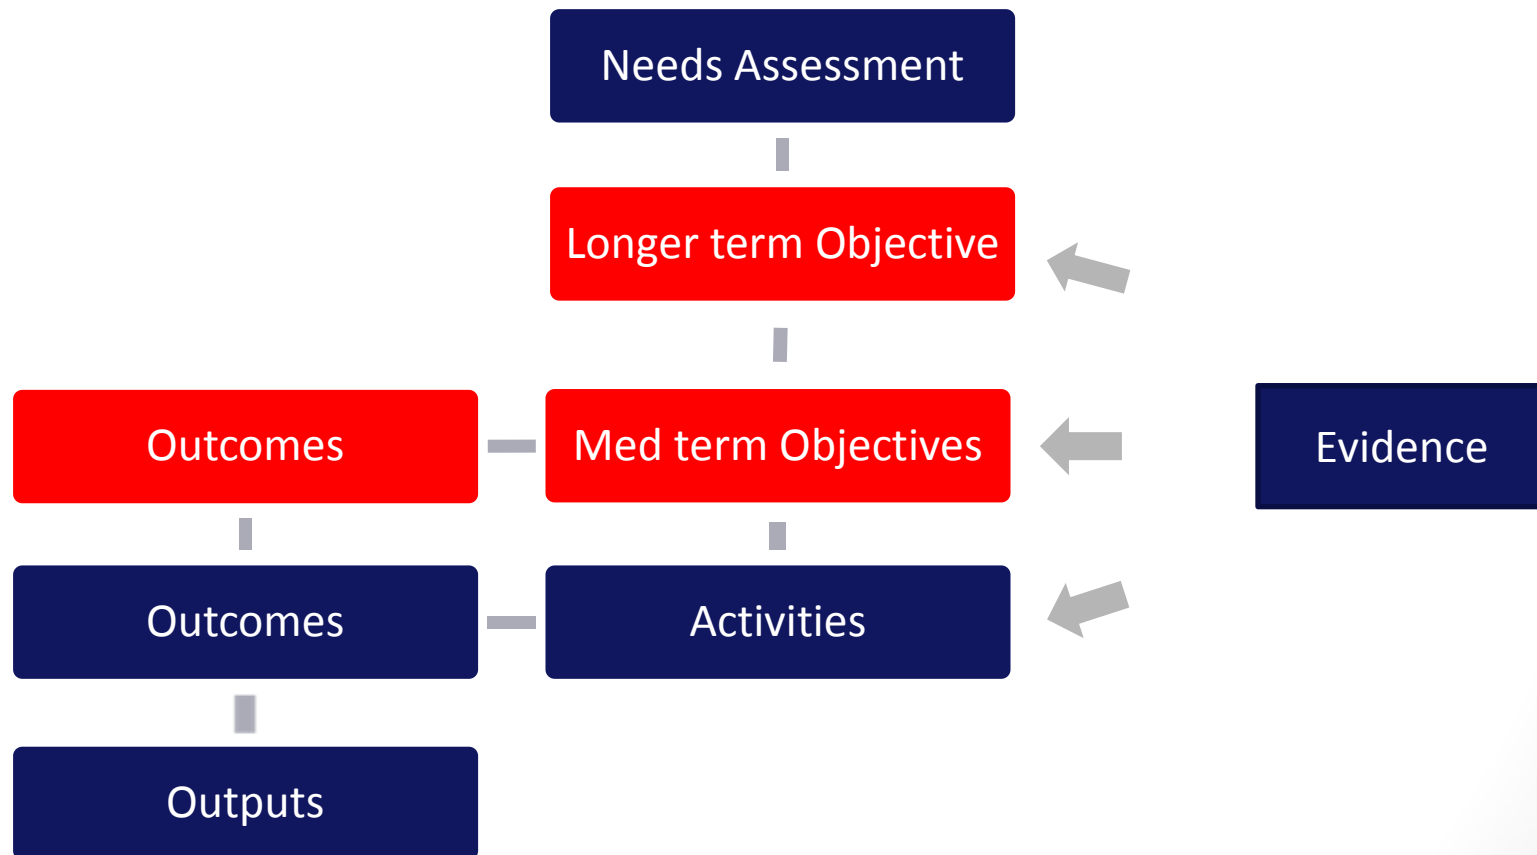 Needs Assessment
Longer term Objective
Outcomes
Med term Objectives
Evidence
Outcomes
Activities
Outputs